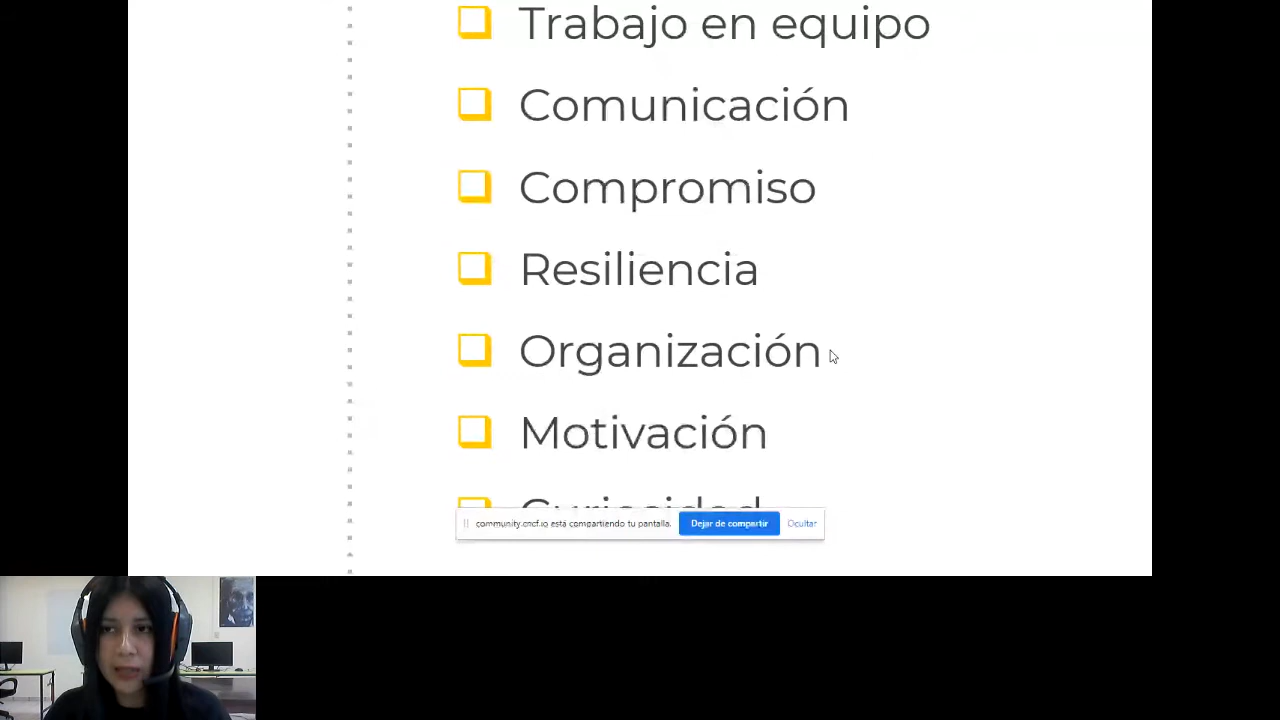 Trabajo en equipo
Comunicación
Compromiso
Resiliencia
Organización
Motivación
Curiosidad
community.cncf.io está compartiendo tu pantalla. Dejar de compartir Ocultar